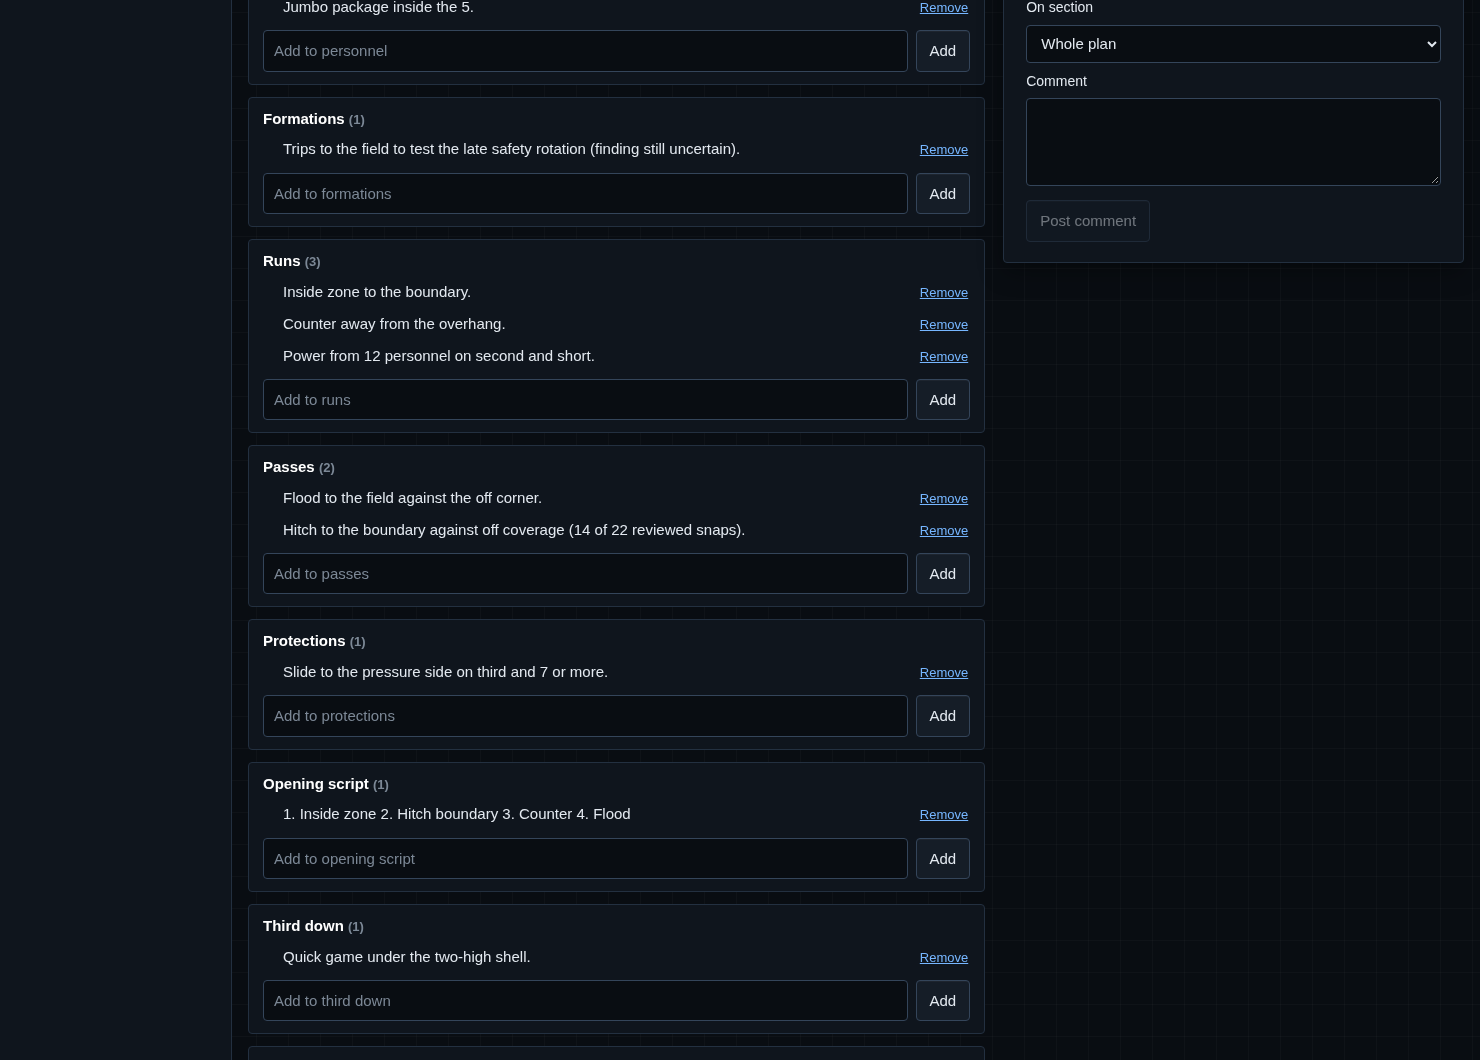 Jumbo package inside the 5.
Remove
Add to personnel
Add
Formations (1)
Trips to the field to test the late safety rotation (finding still uncertain).
Remove
Add to formations
Add
Runs (3)
Inside zone to the boundary.
Remove
Counter away from the overhang.
Remove
Power from 12 personnel on second and short.
Remove
Add to runs
Add
Passes (2)
Flood to the field against the off corner.
Remove
Hitch to the boundary against off coverage (14 of 22 reviewed snaps).
Remove
Add to passes
Add
Protections (1)
Slide to the pressure side on third and 7 or more.
Remove
Add to protections
Add
Opening script (1)
1. Inside zone 2. Hitch boundary 3. Counter 4. Flood
Remove
Add to opening script
Add
Third down (1)
Quick game under the two-high shell.
Remove
Add to third down
Add
On section
Whole plan
Comment
Post comment